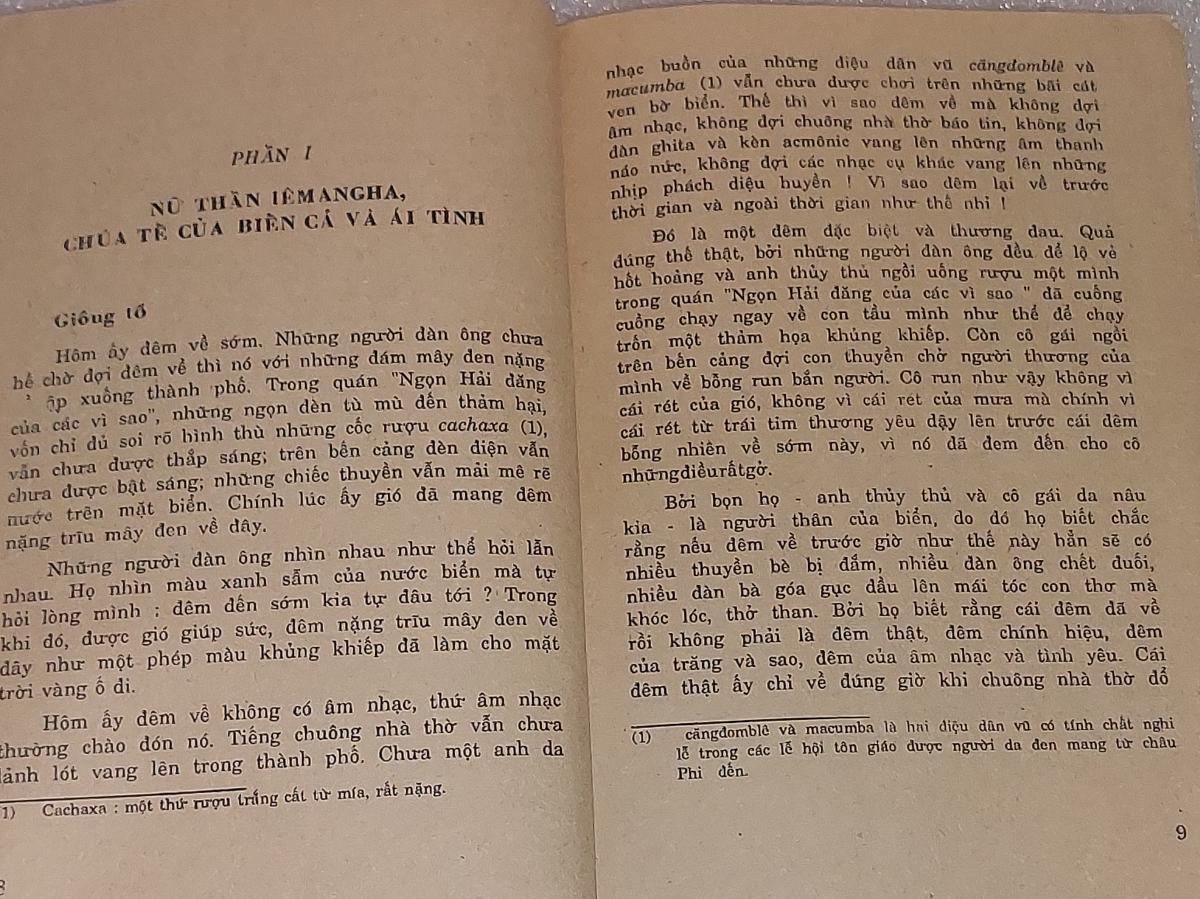 PHẦN I
NỮ THẦN IÊMANGHA,
CHÚA TỀ CỦA BIỂN CẢ VÀ ÁI TÌNH
Giông tố
Hôm ấy đêm về sớm. Những người đàn ông chưa
hề chờ đợi đêm về thì nó với những đám mây đen nặng
ập xuống thành phố. Trong quán "Ngọn Hải đăng
của các vì sao", những ngọn đèn tù mù đến thảm hại,
vốn chỉ đủ soi rõ hình thù những cốc rượu cachaxa (1),
vẫn chưa được thắp sáng; trên bến cảng đèn điện vẫn
chưa được bật sáng; những chiếc thuyền vẫn mải mê rẽ
nước trên mặt biển. Chính lúc ấy gió đã mang đêm
nặng trĩu mây đen về đây.
Những người đàn ông nhìn nhau như thể hỏi lẫn
nhau. Họ nhìn màu xanh sẫm của nước biển mà tự
hỏi lòng mình : đêm đến sớm kia tự đâu tới ? Trong
khi đó, được gió giúp sức, đêm nặng trĩu mây đen về
đây như một phép màu khủng khiếp đã làm cho mặt
trời vàng ố đi.
Hôm ấy đêm về không có âm nhạc, thứ âm nhạc
thường chào đón nó. Tiếng chuông nhà thờ vẫn chưa
lảnh lót vang lên trong thành phố. Chưa một anh da
1) Cachaxa : một thứ rượu trắng cất từ mía, rất nặng.
8
nhạc buồn của những điệu dân vũ căngdomblê và
macumba (1) vẫn chưa được chơi trên những bãi cát
ven bờ biển. Thế thì vì sao đêm về mà không đợi
âm nhạc, không đợi chuông nhà thờ báo tin, không đợi
đàn ghita và kèn acmônic vang lên những âm thanh
náo nức, không đợi các nhạc cụ khác vang lên những
nhịp phách diệu huyền ! Vì sao đêm lại về trước
thời gian và ngoài thời gian như thế nhỉ !
Đó là một đêm đặc biệt và thương đau. Quả
đúng thế thật, bởi những người đàn ông đều để lộ vẻ
hốt hoảng và anh thủy thủ ngồi uống rượu một mình
trong quán "Ngọn Hải đăng của các vì sao " đã cuống
cuồng chạy ngay về con tầu mình như thể để chạy
trốn một thảm họa khủng khiếp. Còn cô gái ngồi
trên bến cảng đợi con thuyền chở người thương của
mình về bỗng run bắn người. Cô run như vậy không vì
cái rét của gió, không vì cái rét của mưa mà chính vì
cái rét từ trái tim thương yêu dậy lên trước cái đêm
bỗng nhiên về sớm này, vì nó đã đem đến cho cô
nhữngđiềurấtgở.
Bởi bọn họ - anh thủy thủ và cô gái da nâu
kia - là người thân của biển, do đó họ biết chắc
rằng nếu đêm về trước giờ như thế này hẳn sẽ có
nhiều thuyền bè bị đắm, nhiều đàn ông chết đuối,
nhiều đàn bà góa gục đầu lên mái tóc con thơ mà
khóc lóc, thở than. Bởi họ biết rằng cái đêm đã về
rồi không phải là đêm thật, đêm chính hiệu, đêm
của trăng và sao, đêm của âm nhạc và tình yêu. Cái
đêm thật ấy chỉ về đúng giờ khi chuông nhà thờ đổ
(1) căngdomblê và macumba là hai điệu dân vũ có tính chất nghi
lễ trong các lễ hội tôn giáo được người da đen mang từ châu
Phi đến.
9